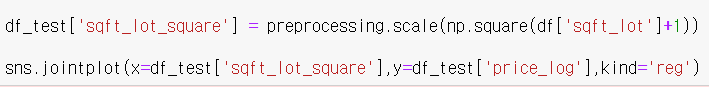 df_test['sqft_lot_square'] = preprocessing.scale(np.square(df['sqft_lot']+1))
sns.jointplot(x=df_test['sqft_lot_square'],y=df_test['price_log'],kind='reg')